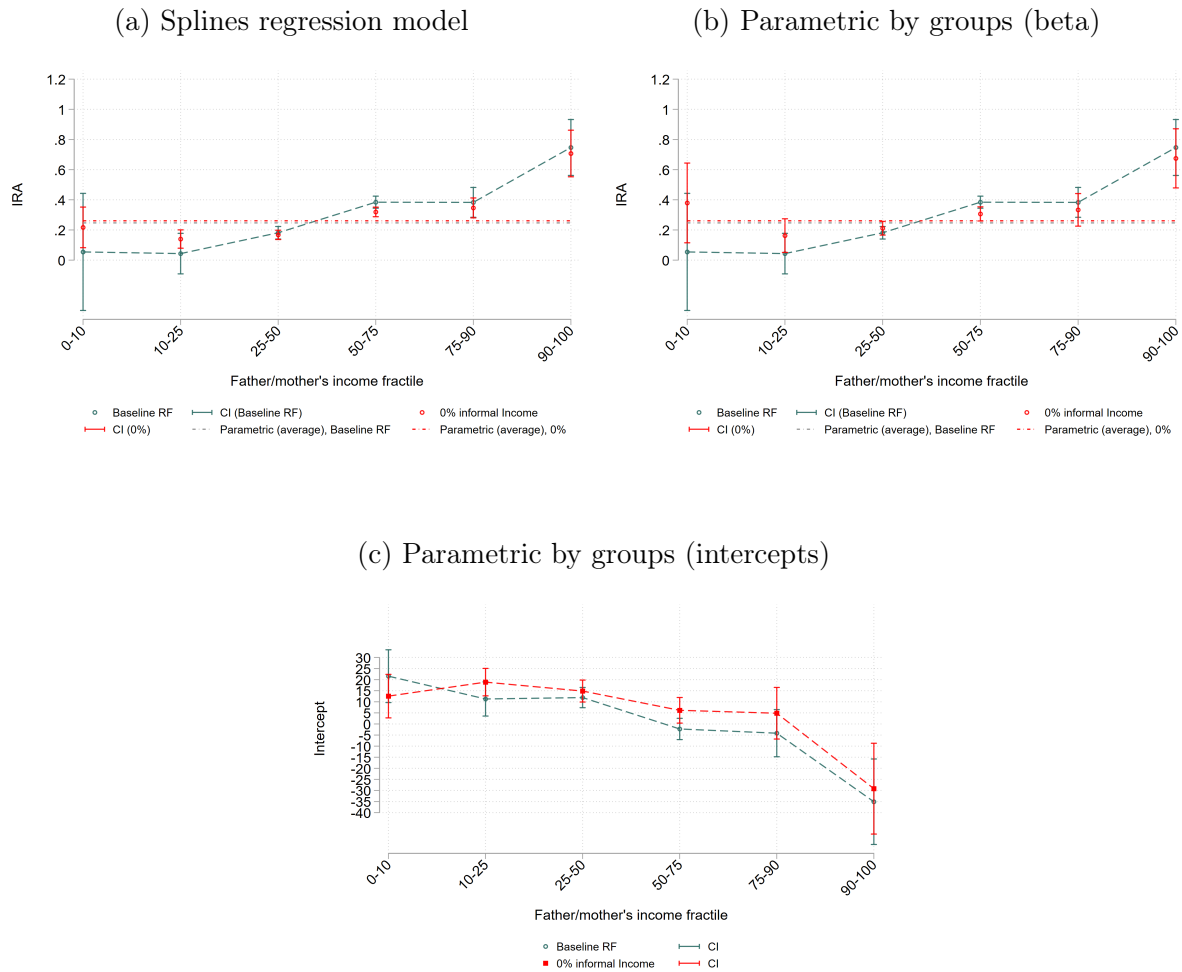 (a) Splines regression model
1.2
1
.8
.6
.4
.2
0
IRA
0-10
10-25
25-50
50-75
75-90
90-100
Father/mother's income fractile
Baseline RF
CI (Baseline RF)
0% informal Income
CI (0%)
Parametric (average), Baseline RF
Parametric (average), 0%
(b) Parametric by groups (beta)
1.2
1
.8
.6
.4
.2
0
IRA
0-10
10-25
25-50
50-75
75-90
90-100
Father/mother's income fractile
Baseline RF
CI (Baseline RF)
0% informal Income
CI (0%)
Parametric (average), Baseline RF
Parametric (average), 0%
(c) Parametric by groups (intercepts)
30
25
20
15
10
5
0
-5
-10
-15
-20
-25
-30
-35
-40
Intercept
0-10
10-25
25-50
50-75
75-90
90-100
Father/mother's income fractile
Baseline RF
CI
0% informal Income
CI